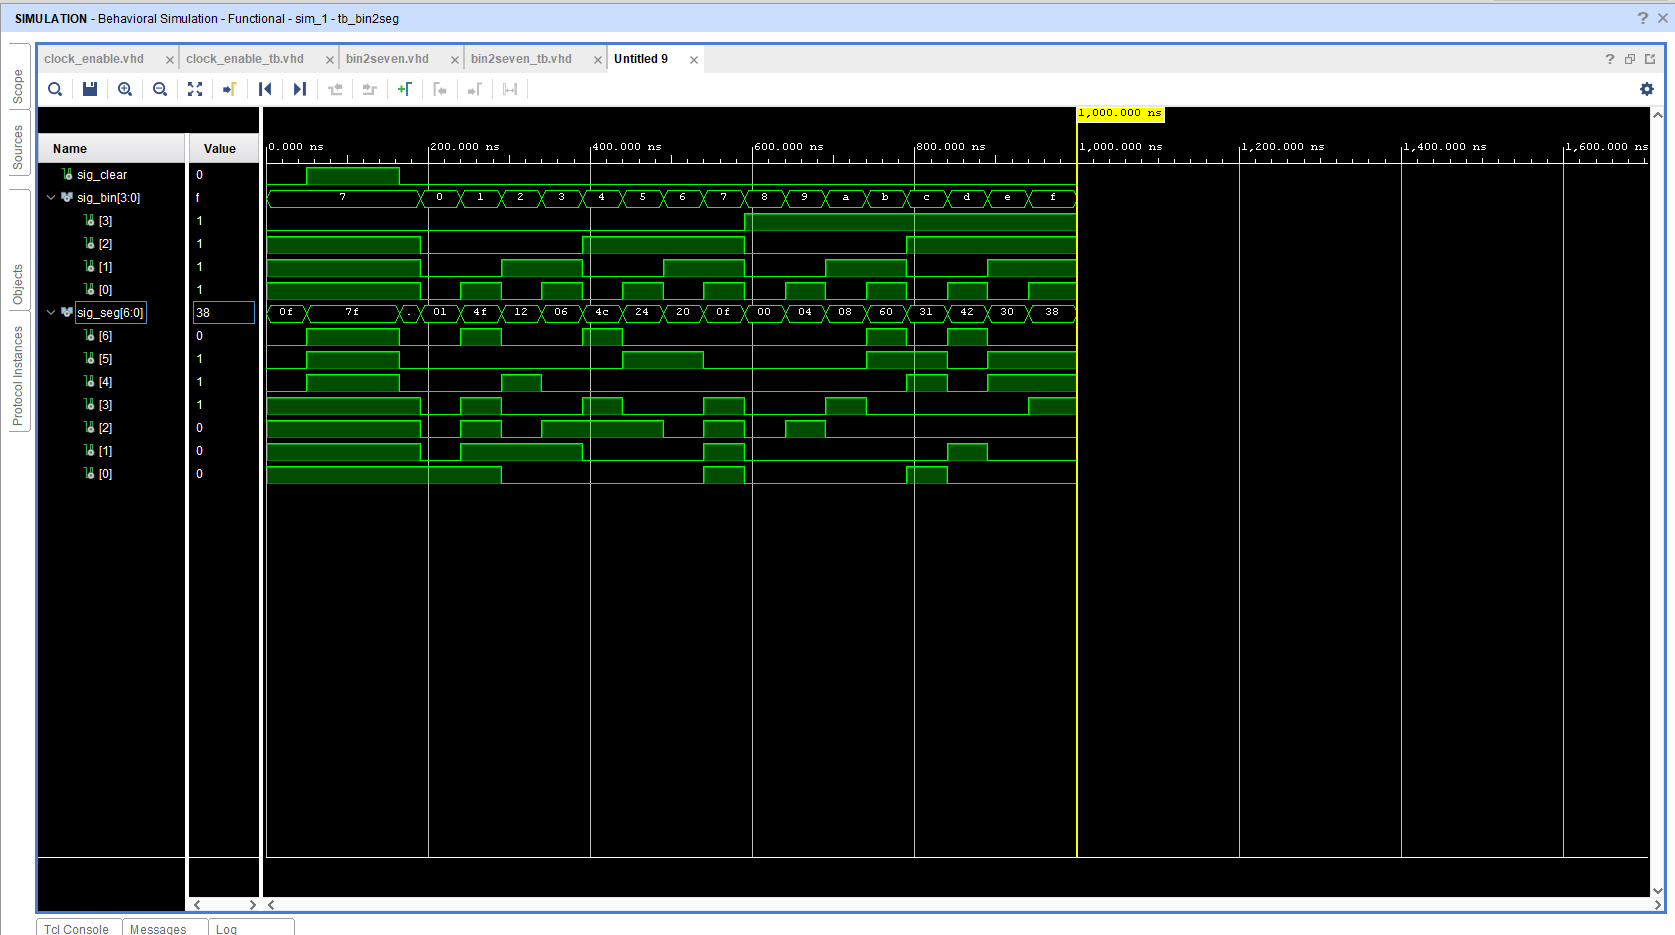 SIMULATION - Behavioral Simulation - Functional - sim_1 - tb_bin2seg
clock_enable.vhd clock_enable_tb.vhd bin2seven.vhd bin2seven_tb.vhd Untitled 9
Scope
Sources
Objects
Protocol Instances
1,000.000 ns
Name Value 0.000 ns 200.000 ns 400.000 ns 600.000 ns 800.000 ns 1,000.000 ns 1,200.000 ns 1,400.000 ns 1,600.000 ns
sig_clear 0
sig_bin[3:0] f 7 0 1 2 3 4 5 6 7 8 9 a b c d e f
[3] 1
[2] 1
[1] 1
[0] 1
sig_seg[6:0] 38 0f 7f . 01 4f 12 06 4c 24 20 0f 00 04 08 60 31 42 30 38
[6] 0
[5] 1
[4] 1
[3] 1
[2] 0
[1] 0
[0] 0
Tcl Console Messages Log